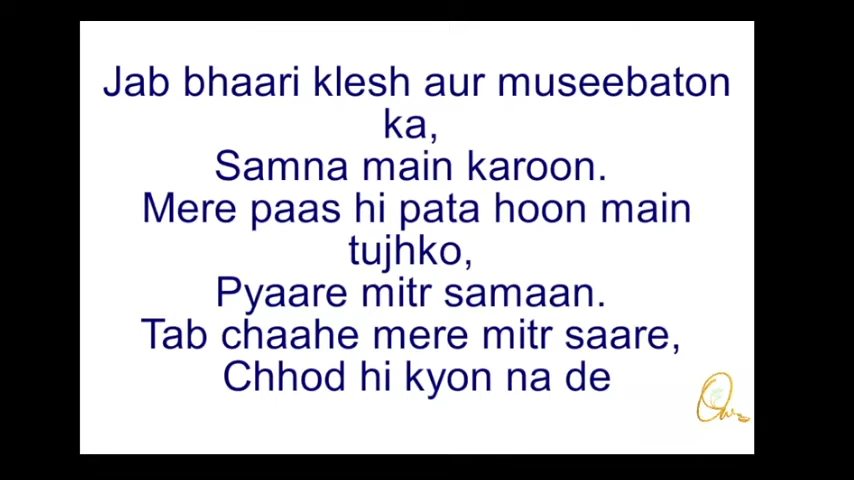 Jab bhaari klesh aur museebaton
ka,
Samna main karoon.
Mere paas hi pata hoon main
tujhko,
Pyaare mitr samaan.
Tab chaahe mere mitr saare,
Chhod hi kyon na de